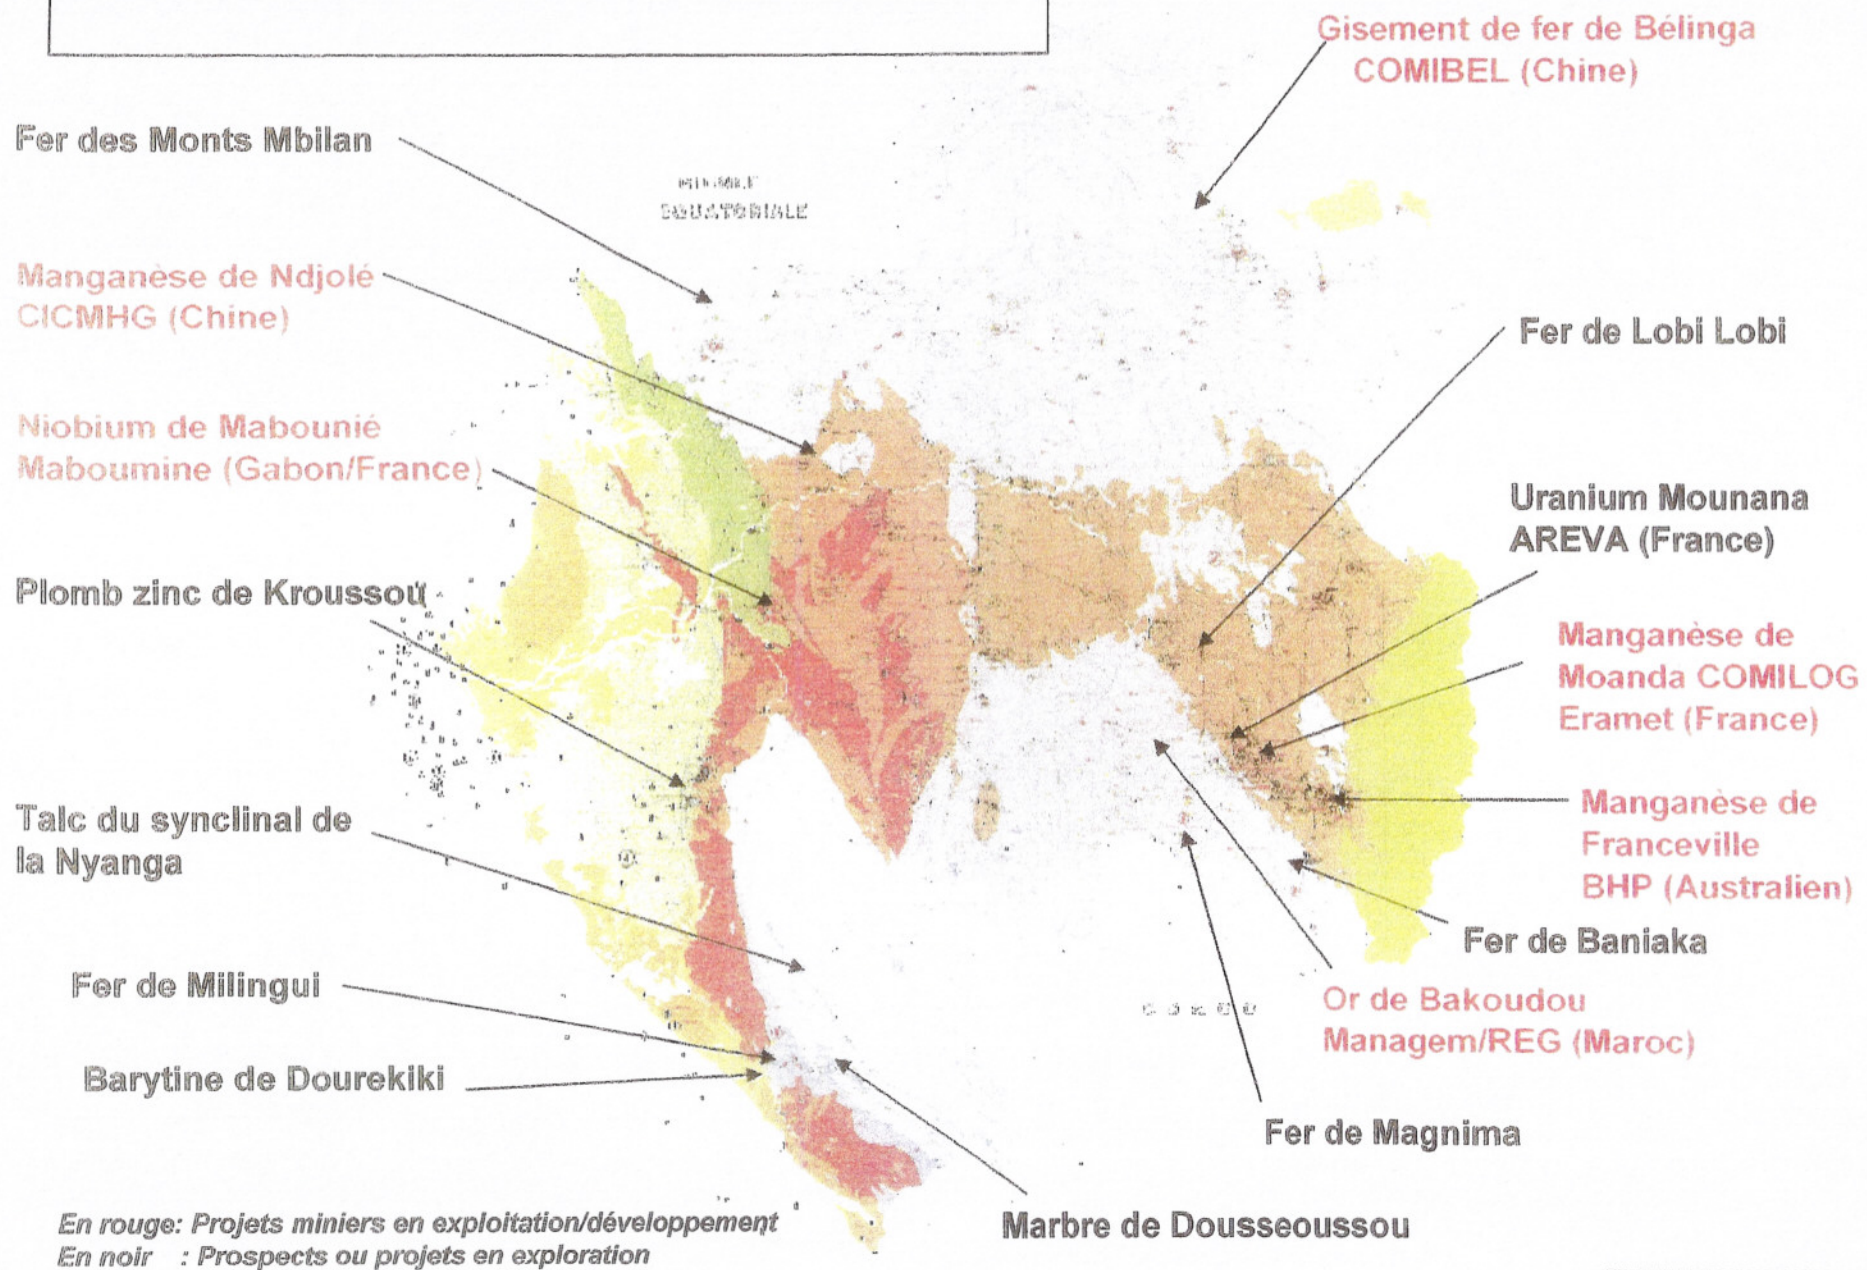 Gisement de fer de Bélinga
COMIBEL (Chine)
Fer des Monts Mbilan
EQUATORIALE
Manganèse de Ndjolé
CICMHG (Chine)
Fer de Lobi Lobi
Niobium de Mabounié
Maboumine (Gabon/France)
Uranium Mounana
AREVA (France)
Plomb zinc de Kroussou
Manganèse de
Moanda COMILOG
Eramet (France)
Talc du synclinal de
la Nyanga
Manganèse de
Franceville
BHP (Australien)
Fer de Baniaka
Fer de Milingui
Or de Bakoudou
Managem/REG (Maroc)
Barytine de Dourekiki
Fer de Magnima
Marbre de Dousseoussou
En rouge: Projets miniers en exploitation/développement
En noir : Prospects ou projets en exploration